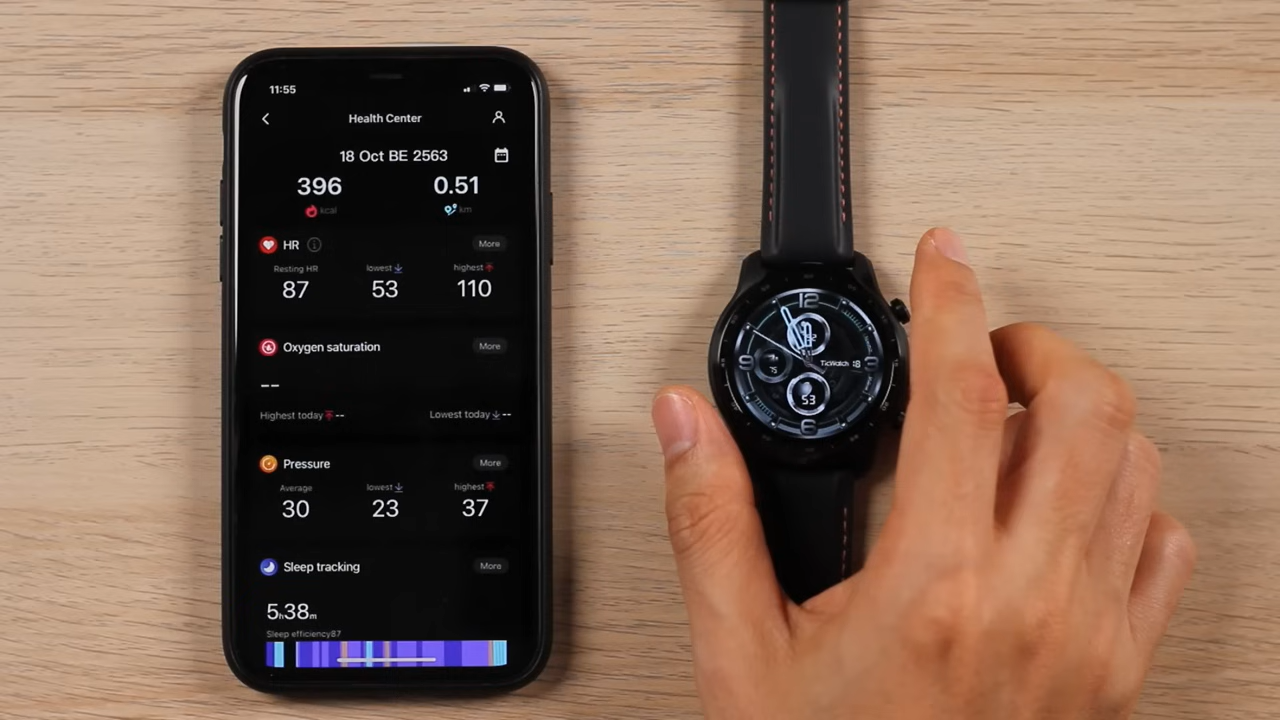 11:55
Health Center
18 Oct BE 2563
396 0.51
kcal km
HR More
Resting HR lowest highest
87 53 110
Oxygen saturation More
--
Highest today -- Lowest today --
Pressure More
Average lowest highest
30 23 37
Sleep tracking More
5h38m
Sleep efficiency87
12
9 75 TicWatch 3
53
6